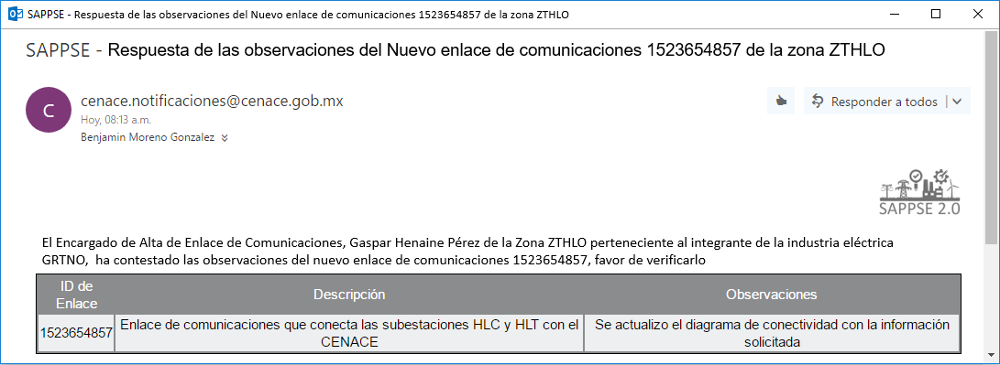 SAPPSE - Respuesta de las observaciones del Nuevo enlace de comunicaciones 1523654857 de la zona ZTHLO
SAPPSE - Respuesta de las observaciones del Nuevo enlace de comunicaciones 1523654857 de la zona ZTHLO
C
cenace.notificaciones@cenace.gob.mx
Hoy, 08:13 a.m.
Benjamin Moreno Gonzalez
Responder a todos
SAPPSE 2.0
El Encargado de Alta de Enlace de Comunicaciones, Gaspar Henaine Pérez de la Zona ZTHLO perteneciente al integrante de la industria eléctrica
GRTNO, ha contestado las observaciones del nuevo enlace de comunicaciones 1523654857, favor de verificarlo
ID de
Enlace
Descripción
Observaciones
1523654857
Enlace de comunicaciones que conecta las subestaciones HLC y HLT con el
CENACE
Se actualizo el diagrama de conectividad con la información
solicitada